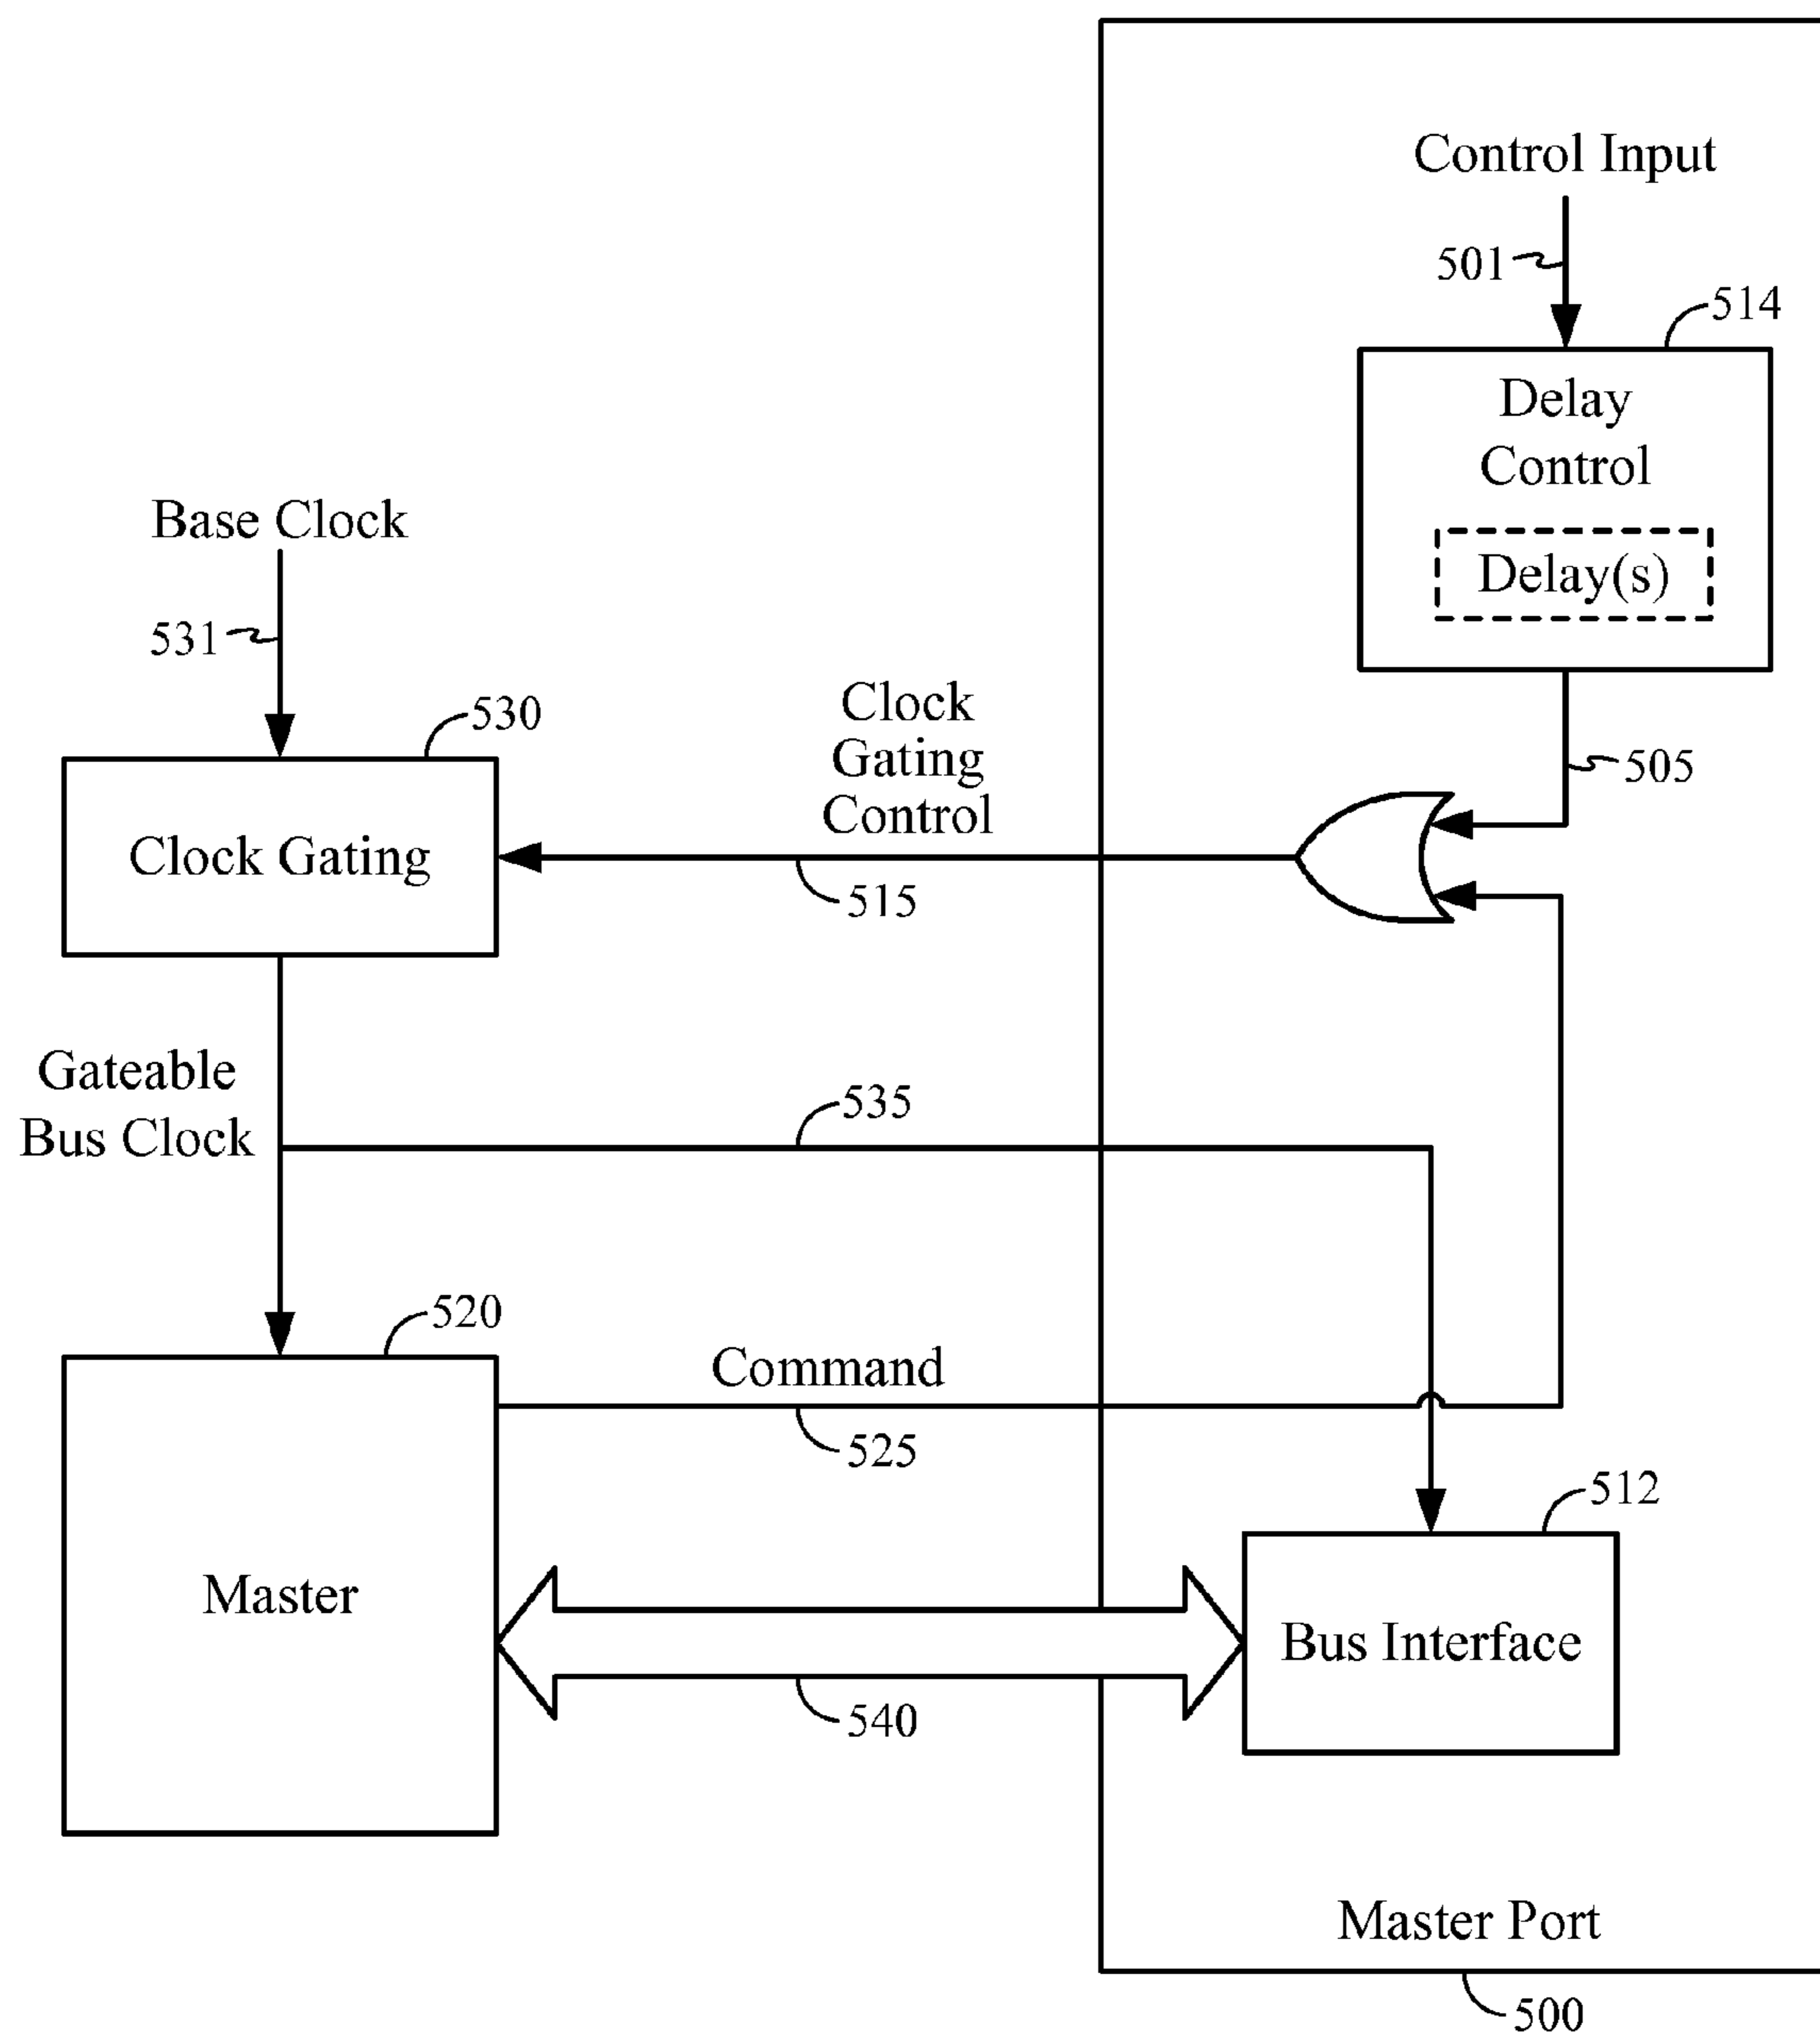 Control Input
501
514
Delay
Control
Delay(s)
Base Clock
531
530
Clock
Gating
Control
505
Clock Gating
515
Gateable
Bus Clock
535
520
Command
525
512
Master
Bus Interface
540
Master Port
500